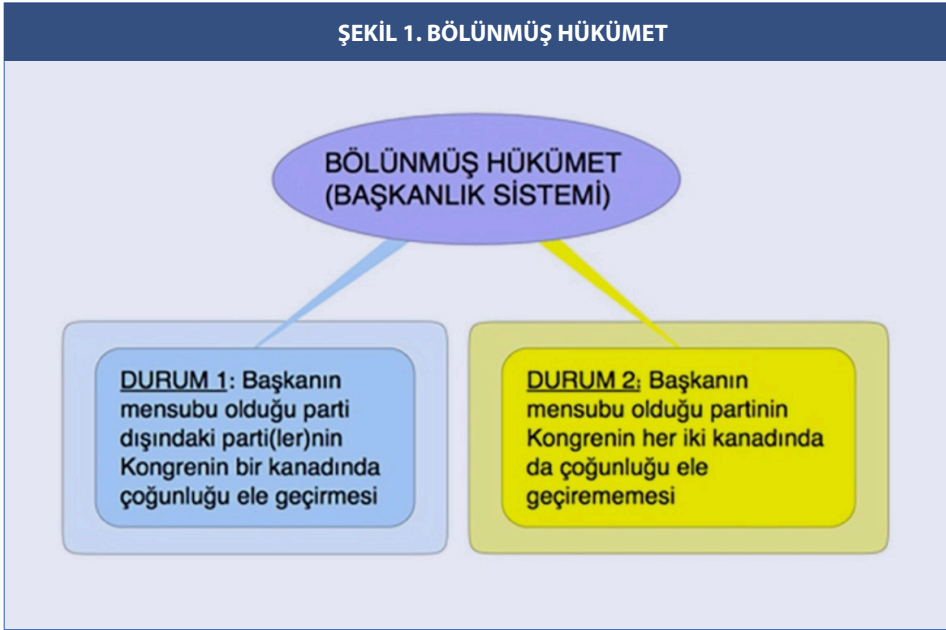 ŞEKİL 1. BÖLÜNMÜŞ HÜKÜMET
BÖLÜNMÜŞ HÜKÜMET
(BAŞKANLIK SİSTEMİ)
DURUM 1: Başkanın
mensubu olduğu parti
dışındaki parti(ler)nin
Kongrenin bir kanadında
çoğunluğu ele geçirmesi
DURUM 2: Başkanın
mensubu olduğu partinin
Kongrenin her iki kanadında
da çoğunluğu ele
geçirememesi